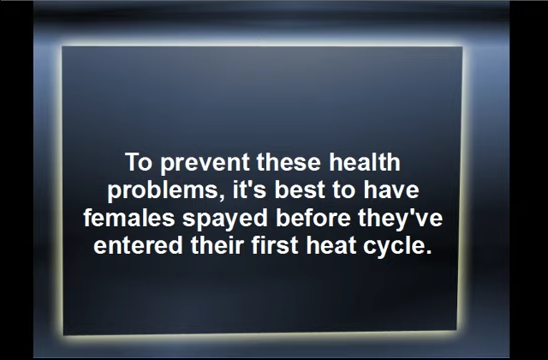 To prevent these health
problems, it's best to have
females spayed before they've
entered their first heat cycle.